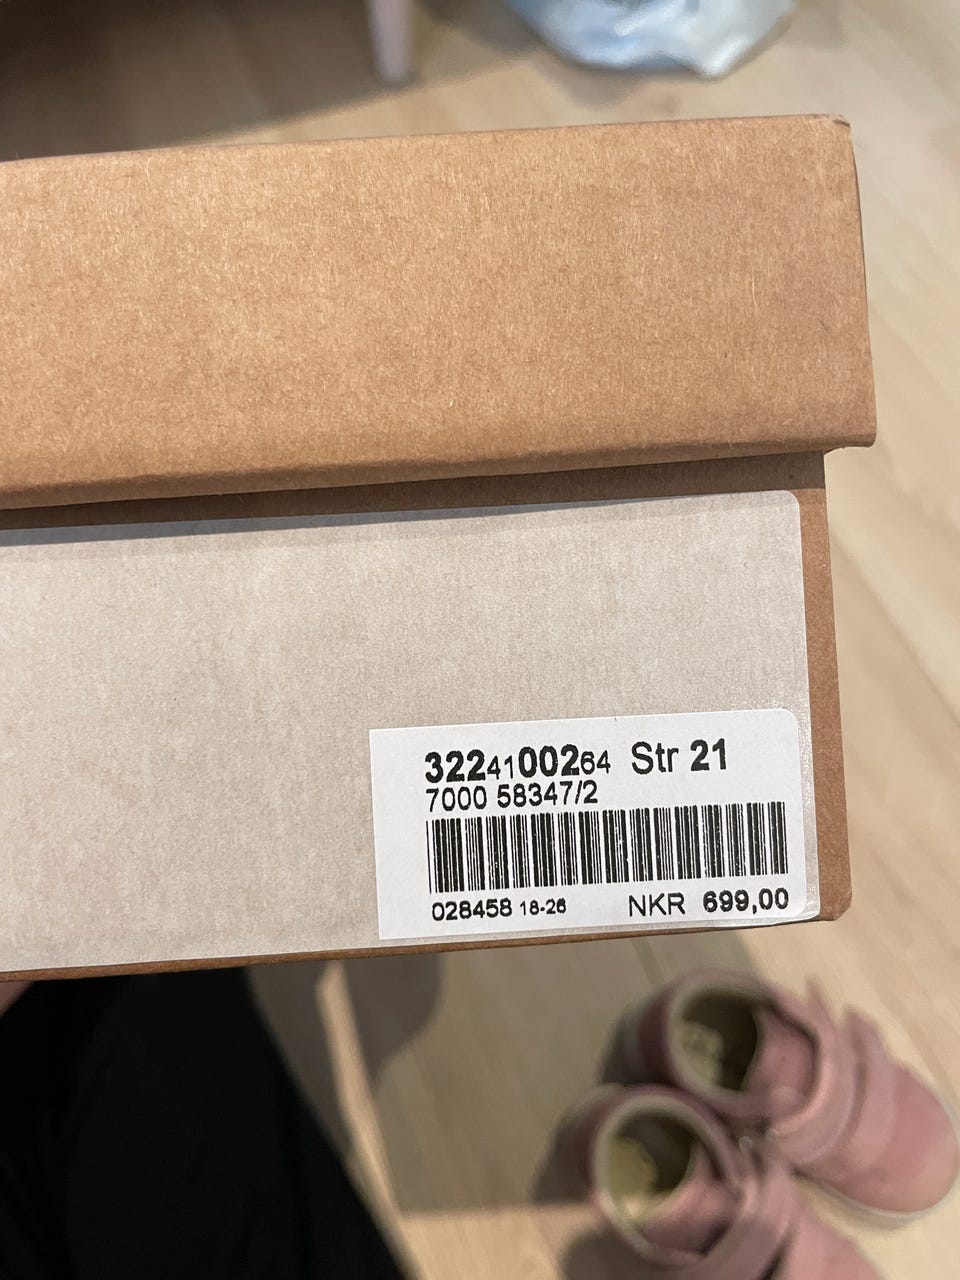 3224100264 Str 21
7000 58347/2
028458 18-26 NKR 699,00